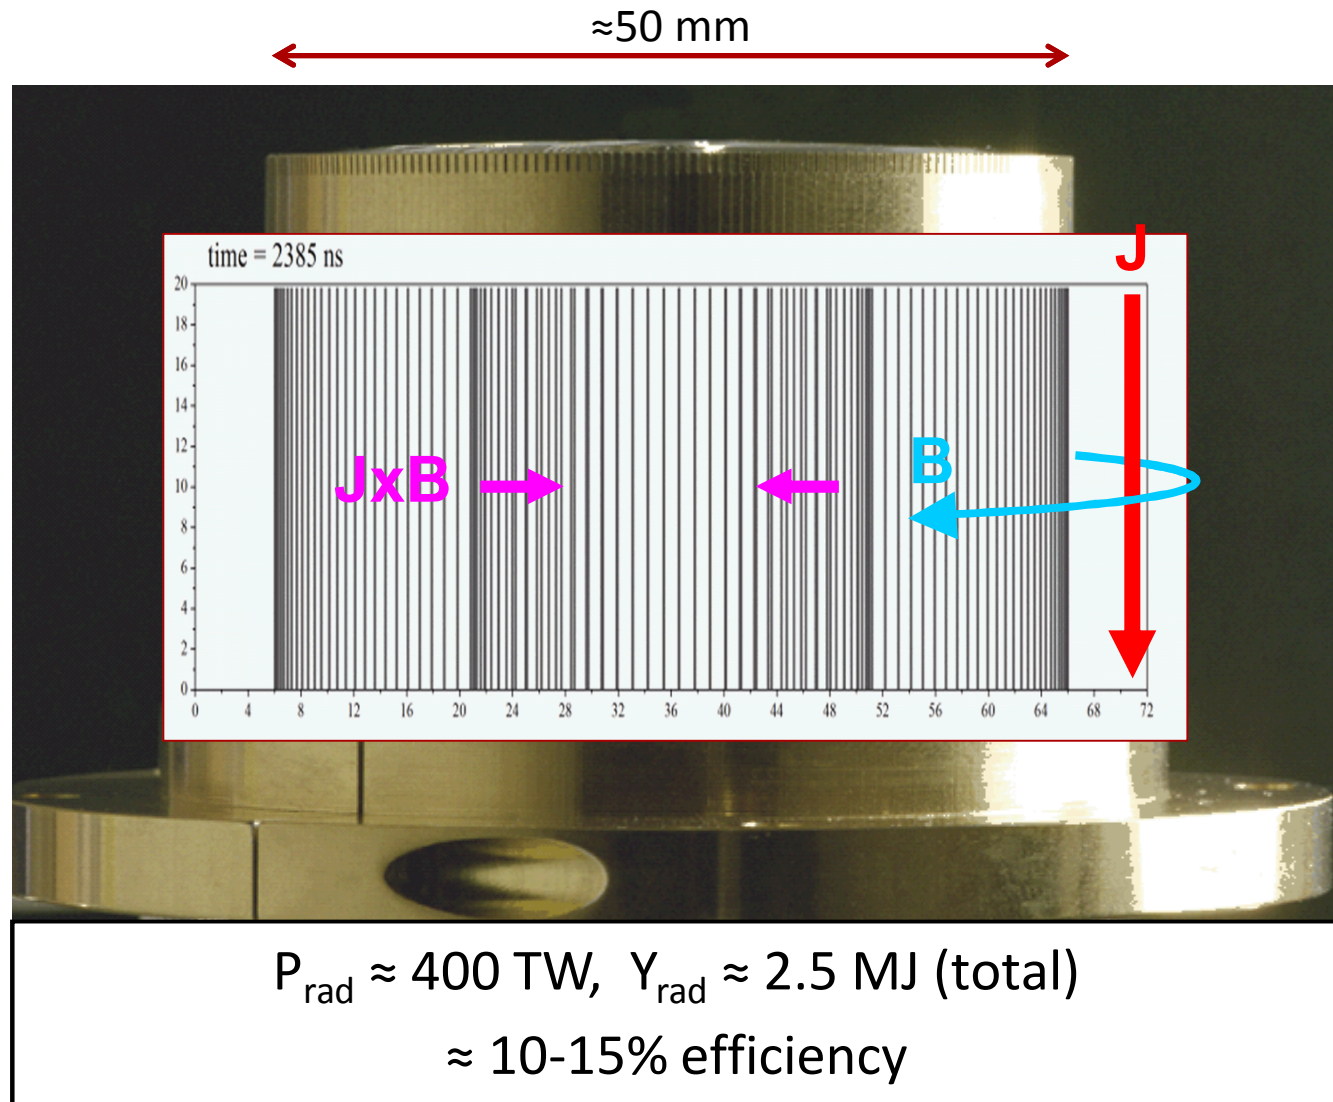 ≈50 mm
time = 2385 ns
J
20
18
16
14
12
10
8
6
4
2
0
JxB
B
0 4 8 12 16 20 24 28 32 36 40 44 48 52 56 60 64 68 72
Prad ≈ 400 TW, Yrad ≈ 2.5 MJ (total)
≈ 10-15% efficiency